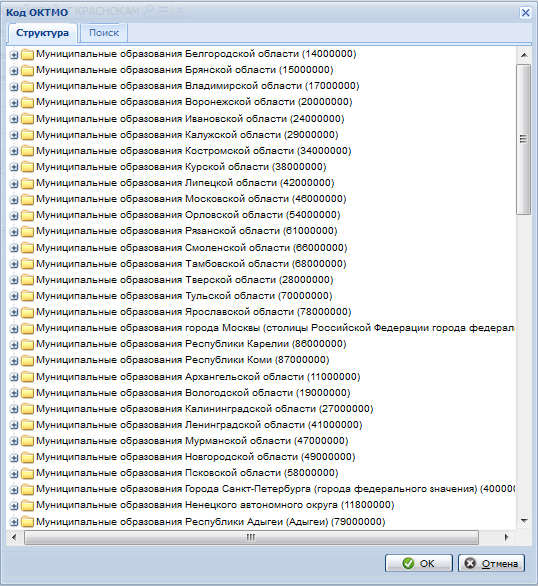 Код ОКТМО
Структура Поиск
Муниципальные образования Белгородской области (14000000)
Муниципальные образования Брянской области (15000000)
Муниципальные образования Владимирской области (17000000)
Муниципальные образования Воронежской области (20000000)
Муниципальные образования Ивановской области (24000000)
Муниципальные образования Калужской области (29000000)
Муниципальные образования Костромской области (34000000)
Муниципальные образования Курской области (38000000)
Муниципальные образования Липецкой области (42000000)
Муниципальные образования Московской области (46000000)
Муниципальные образования Орловской области (54000000)
Муниципальные образования Рязанской области (61000000)
Муниципальные образования Смоленской области (66000000)
Муниципальные образования Тамбовской области (68000000)
Муниципальные образования Тверской области (28000000)
Муниципальные образования Тульской области (70000000)
Муниципальные образования Ярославской области (78000000)
Муниципальные образования города Москвы (столицы Российской Федерации города федерал
Муниципальные образования Республики Карелии (86000000)
Муниципальные образования Республики Коми (87000000)
Муниципальные образования Архангельской области (11000000)
Муниципальные образования Вологодской области (19000000)
Муниципальные образования Калининградской области (27000000)
Муниципальные образования Ленинградской области (41000000)
Муниципальные образования Мурманской области (47000000)
Муниципальные образования Новгородской области (49000000)
Муниципальные образования Псковской области (58000000)
Муниципальные образования Города Санкт-Петербурга (города федерального значения) (400000
Муниципальные образования Ненецкого автономного округа (11800000)
Муниципальные образования Республики Адыгеи (Адыгеи) (79000000)
ОК Отмена